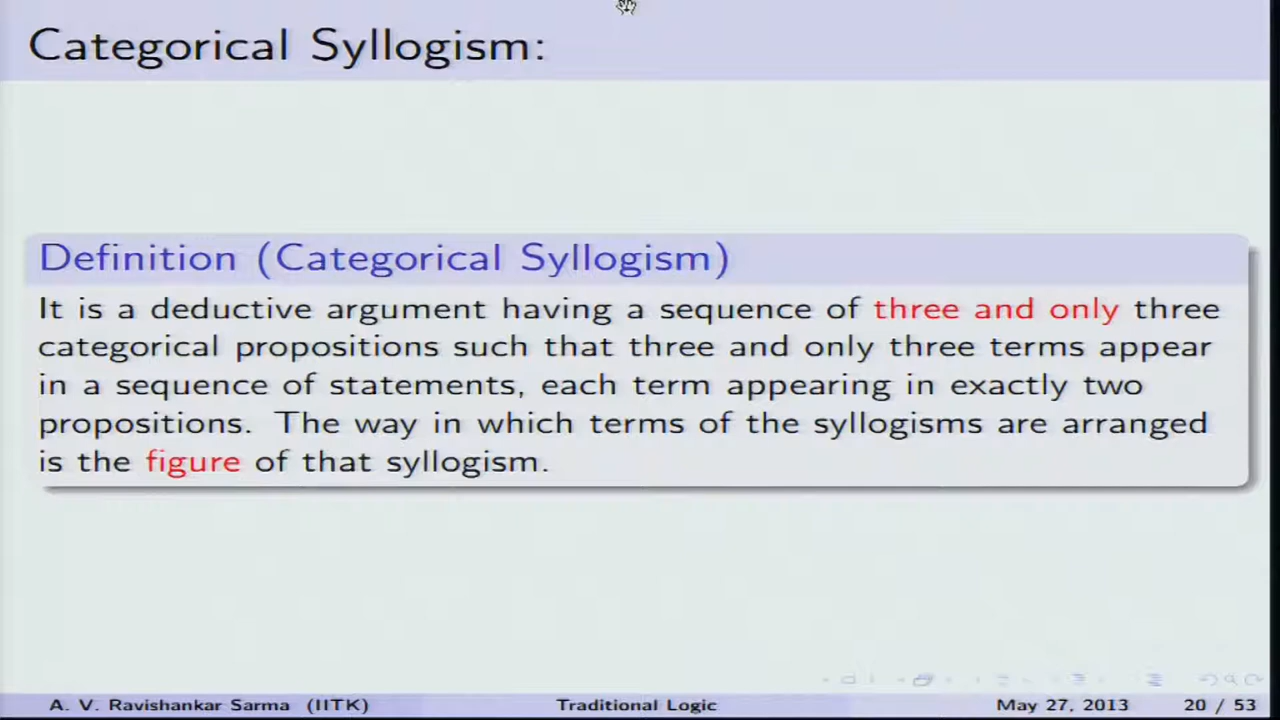 Categorical Syllogism:
Definition (Categorical Syllogism)
It is a deductive argument having a sequence of three and only three
categorical propositions such that three and only three terms appear
in a sequence of statements, each term appearing in exactly two
propositions. The way in which terms of the syllogisms are arranged
is the figure of that syllogism.
A. V. Ravishankar Sarma (IITK) Traditional Logic May 27, 2013 20 / 53